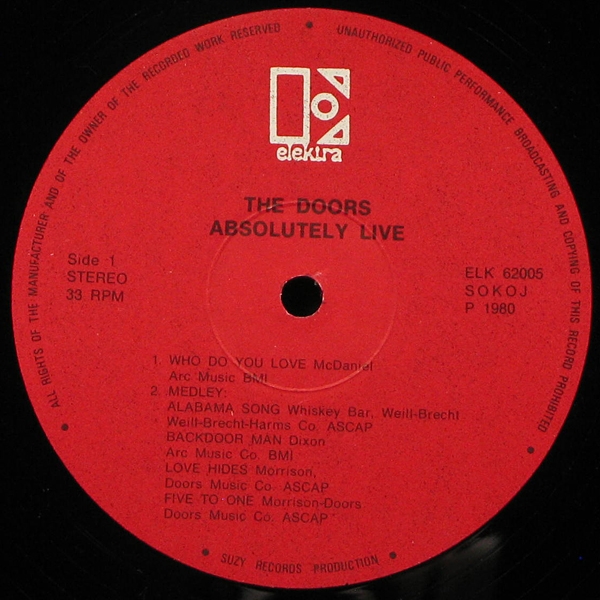 ALL RIGHTS OF THE MANUFACTURER AND OF THE OWNER OF THE RECORDED WORK RESERVED • UNAUTHORIZED PUBLIC PERFORMANCE BROADCASTING AND COPYING OF THIS RECORD PROHIBITED
elektra
THE DOORS
ABSOLUTELY LIVE
Side 1
STEREO
33 RPM
ELK 62005
SOKOJ
P 1980
1. WHO DO YOU LOVE McDaniel
Arc Music BMI
2. MEDLEY:
ALABAMA SONG Whiskey Bar, Weill-Brecht
Weill-Brecht-Harms Co. ASCAP
BACKDOOR MAN Dixon
Arc Music Co. BMI
LOVE HIDES Morrison,
Doors Music Co. ASCAP
FIVE TO ONE Morrison-Doors
Doors Music Co. ASCAP
• SUZY RECORDS PRODUCTION •